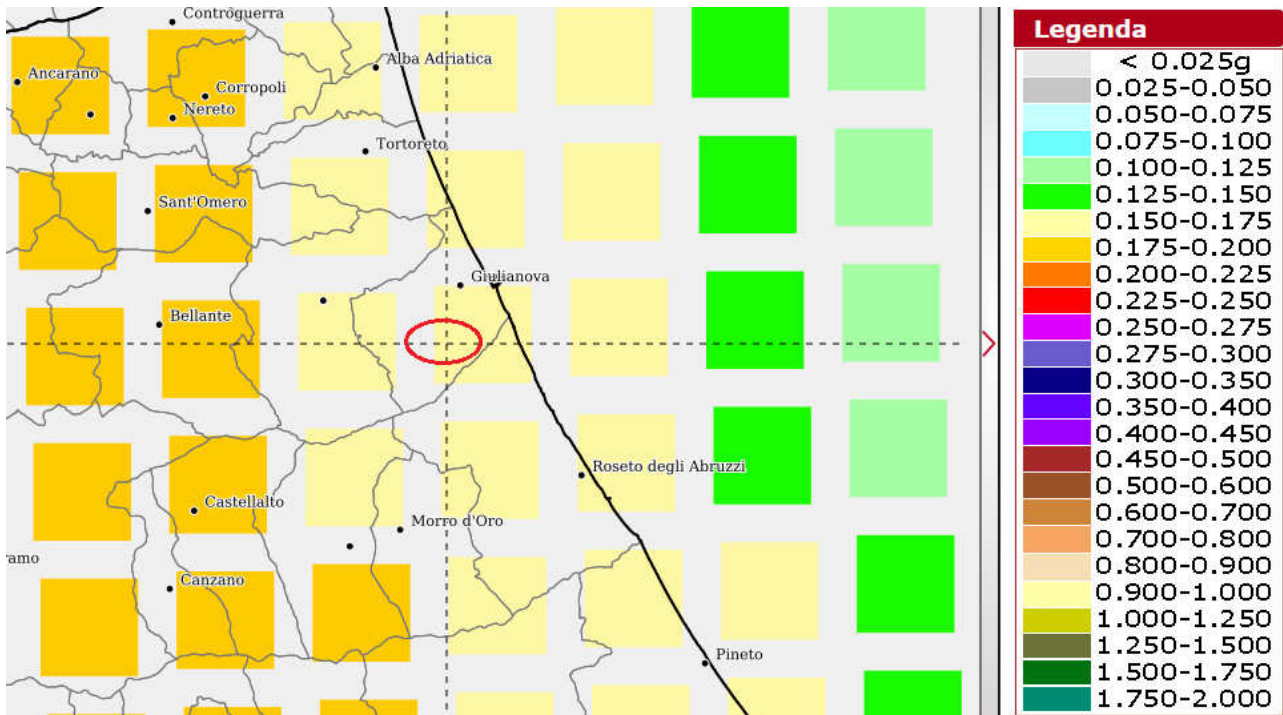 Controguerra
Ancarano
Corropoli
Nereto
Alba Adriatica
Tortoreto
Sant'Omero
Giulianova
Bellante
Roseto degli Abruzzi
Castellalto
Morro d'Oro
ramo
Canzano
Pineto
Legenda
< 0.025g
0.025-0.050
0.050-0.075
0.075-0.100
0.100-0.125
0.125-0.150
0.150-0.175
0.175-0.200
0.200-0.225
0.225-0.250
0.250-0.275
0.275-0.300
0.300-0.350
0.350-0.400
0.400-0.450
0.450-0.500
0.500-0.600
0.600-0.700
0.700-0.800
0.800-0.900
0.900-1.000
1.000-1.250
1.250-1.500
1.500-1.750
1.750-2.000